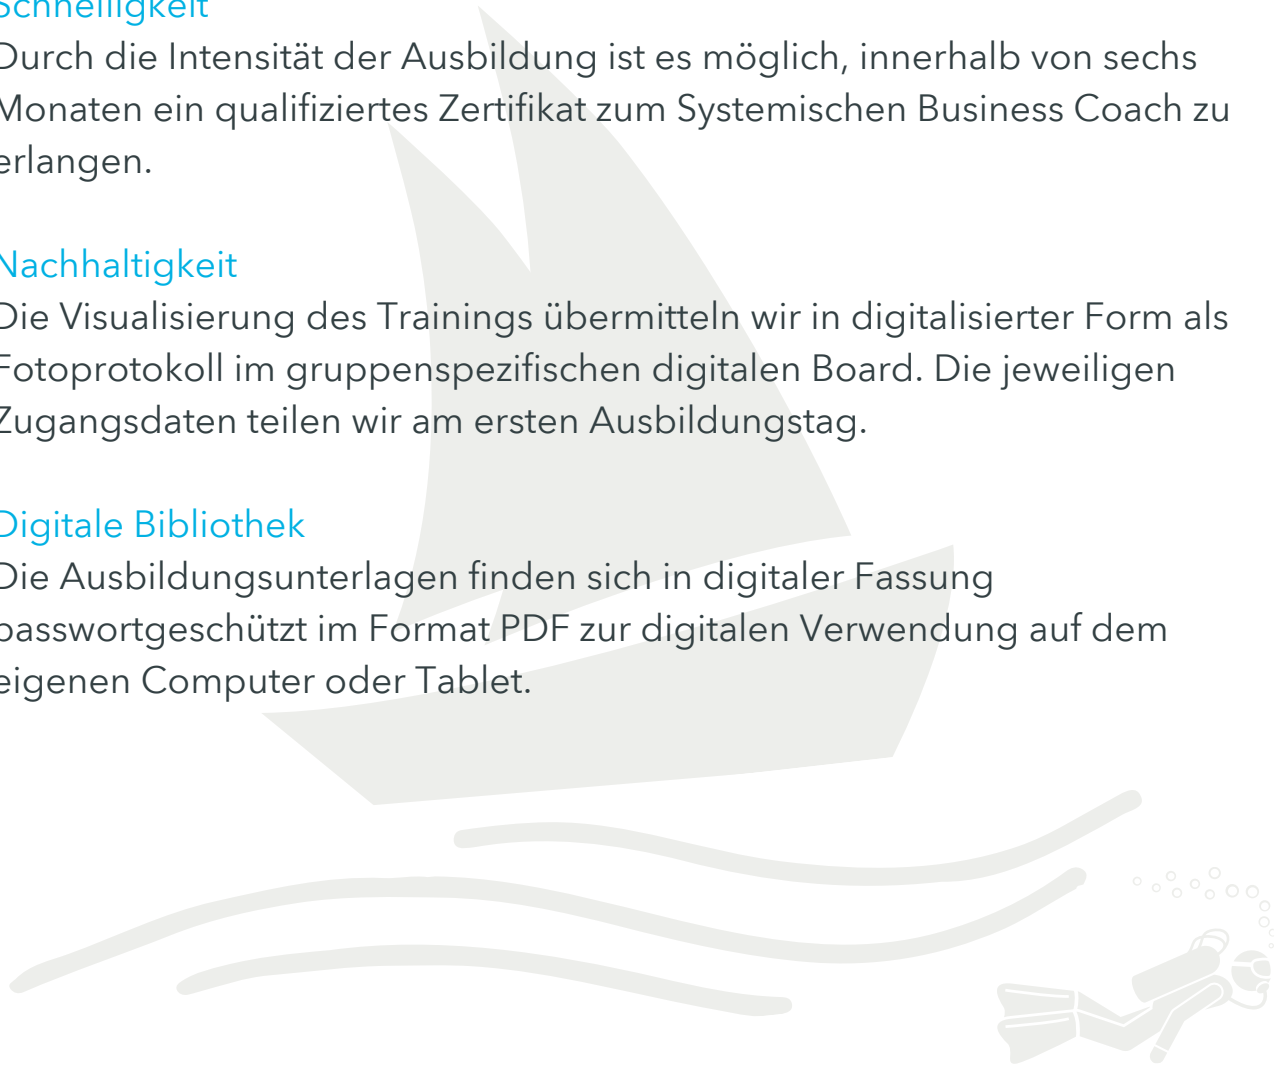 Schnelligkeit
Durch die Intensität der Ausbildung ist es möglich, innerhalb von sechs
Monaten ein qualifiziertes Zertifikat zum Systemischen Business Coach zu
erlangen.
Nachhaltigkeit
Die Visualisierung des Trainings übermitteln wir in digitalisierter Form als
Fotoprotokoll im gruppenspezifischen digitalen Board. Die jeweiligen
Zugangsdaten teilen wir am ersten Ausbildungstag.
Digitale Bibliothek
Die Ausbildungsunterlagen finden sich in digitaler Fassung
passwortgeschützt im Format PDF zur digitalen Verwendung auf dem
eigenen Computer oder Tablet.